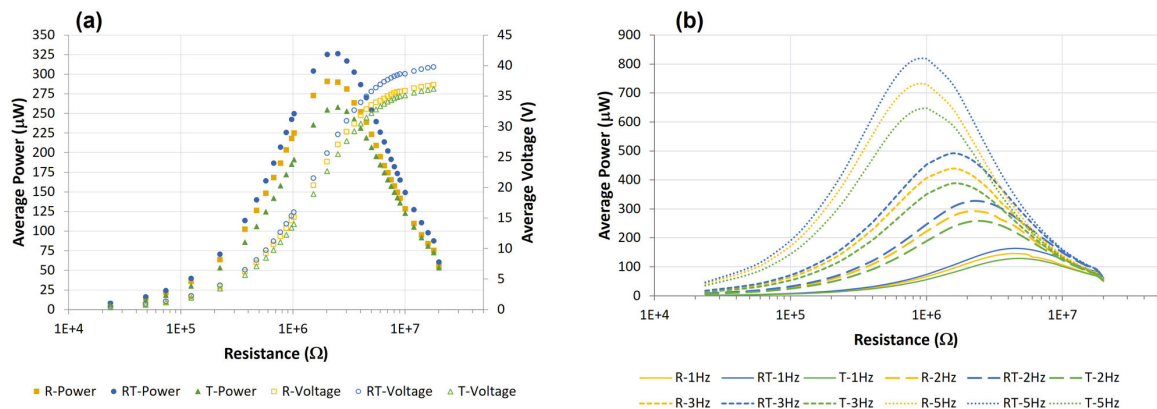 (a)
Average Power (µW)
350
325
300
275
250
225
200
175
150
125
100
75
50
25
0
45
40
35
30
25
20
15
10
5
0
Average Voltage (V)
1E+4 1E+5 1E+6 1E+7
Resistance (Ω)
R-Power RT-Power T-Power R-Voltage RT-Voltage T-Voltage
(b)
Average Power (µW)
900
800
700
600
500
400
300
200
100
0
1E+4 1E+5 1E+6 1E+7
Resistance (Ω)
R-1Hz RT-1Hz T-1Hz R-2Hz RT-2Hz T-2Hz
R-3Hz RT-3Hz T-3Hz R-5Hz RT-5Hz T-5Hz